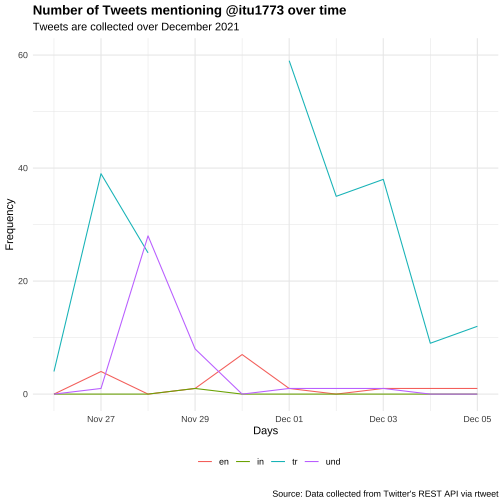 Number of Tweets mentioning @itu1773 over time
Tweets are collected over December 2021
60
40
20
0
Frequency
Nov 27 Nov 29 Dec 01 Dec 03 Dec 05
Days
en in tr und
Source: Data collected from Twitter's REST API via rtweet